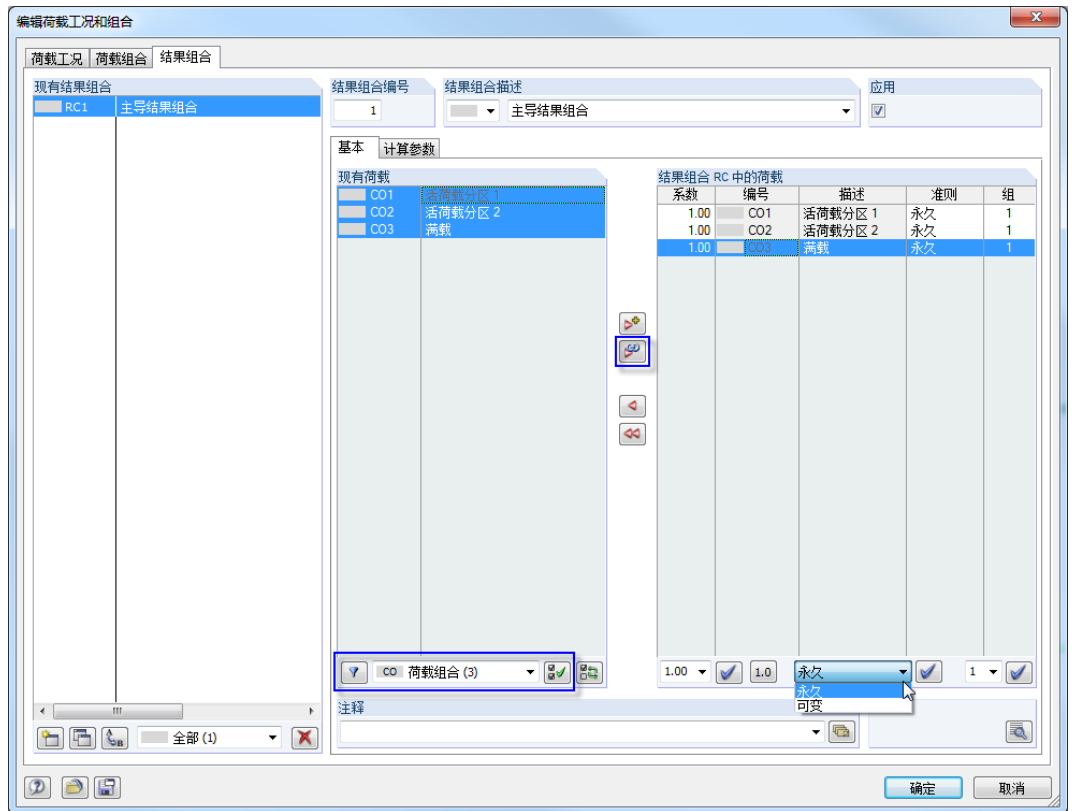 编辑荷载工况和组合
荷载工况 荷载组合 结果组合
现有结果组合
RC1 主导结果组合
结果组合编号 结果组合描述 应用
1 主导结果组合
基本 计算参数
现有荷载
CO1 活荷载分区 1
CO2 活荷载分区 2
CO3 满载
结果组合 RC 中的荷载
系数 编号 描述 准则 组
1.00 CO1 活荷载分区 1 永久 1
1.00 CO2 活荷载分区 2 永久 1
1.00 CO3 满载 永久 1
CO 荷载组合 (3)
1.00 1.0 永久 1
永久
可变
注释
全部 (1)
确定 取消